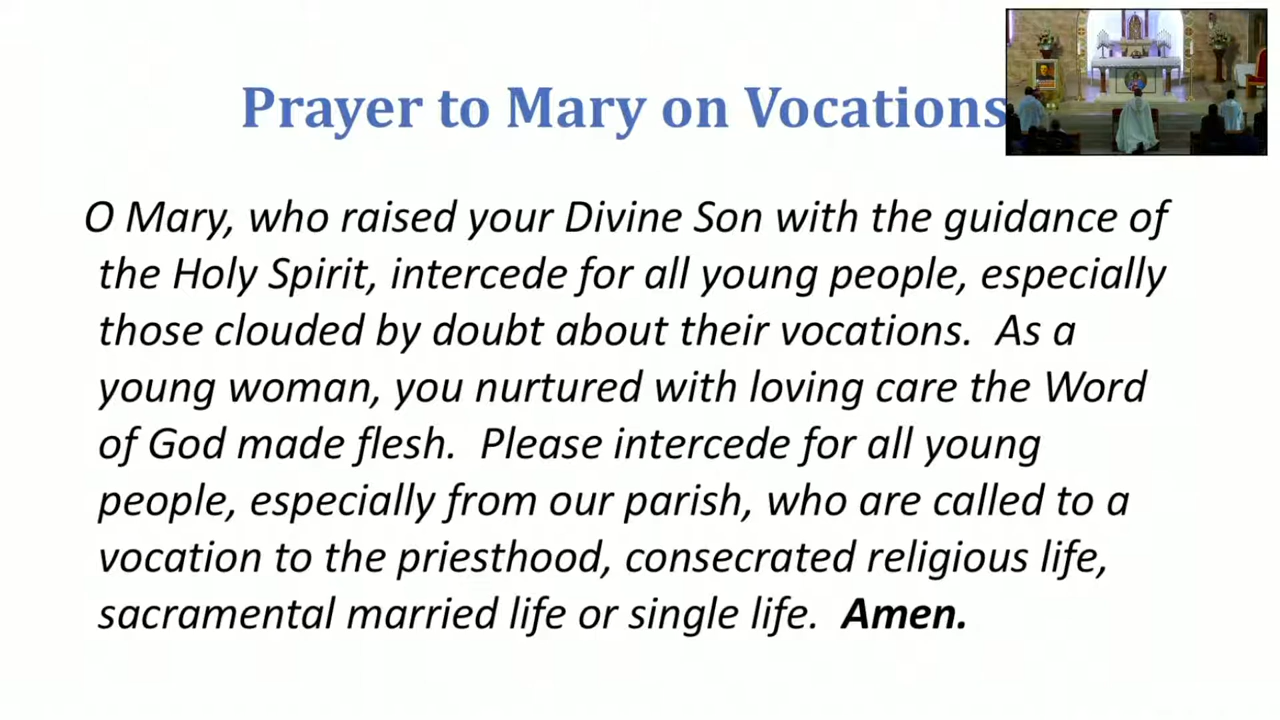 Prayer to Mary on Vocations
O Mary, who raised your Divine Son with the guidance of
the Holy Spirit, intercede for all young people, especially
those clouded by doubt about their vocations. As a
young woman, you nurtured with loving care the Word
of God made flesh. Please intercede for all young
people, especially from our parish, who are called to a
vocation to the priesthood, consecrated religious life,
sacramental married life or single life. Amen.